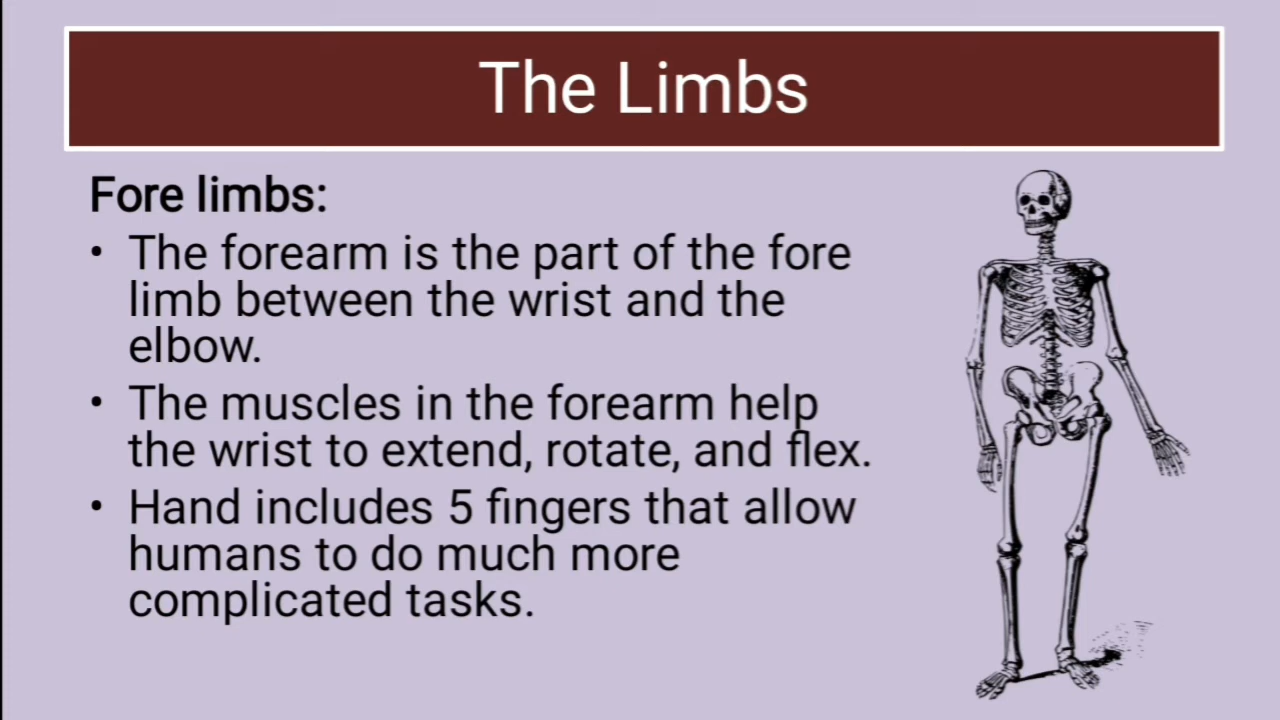 The Limbs
Fore limbs:
• The forearm is the part of the fore
limb between the wrist and the
elbow.
• The muscles in the forearm help
the wrist to extend, rotate, and flex.
• Hand includes 5 fingers that allow
humans to do much more
complicated tasks.